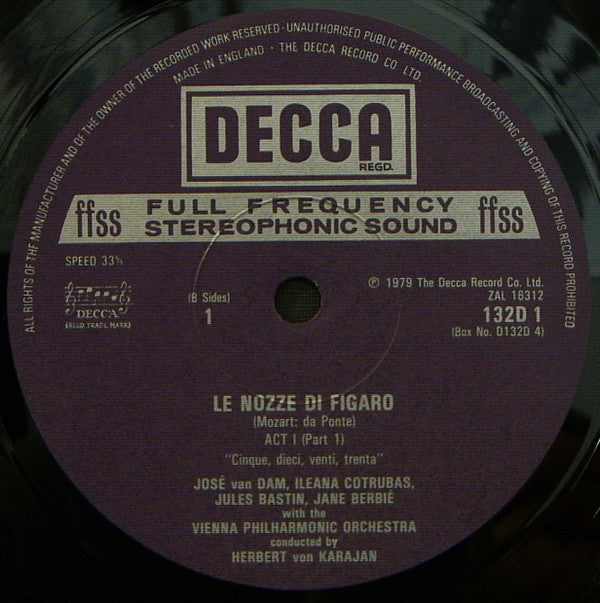 ALL RIGHTS OF THE MANUFACTURER AND OF THE OWNER OF THE RECORDED WORK RESERVED · UNAUTHORISED PUBLIC PERFORMANCE BROADCASTING AND COPYING OF THIS RECORD PROHIBITED
MADE IN ENGLAND · THE DECCA RECORD CO. LTD.
DECCA
REGD.
ffss FULL FREQUENCY ffss
STEREOPHONIC SOUND
SPEED 33⅓
℗ 1979 The Decca Record Co. Ltd.
ZAL 16312
DECCA
(REGD. TRADE MARK)
(8 Sides)
1
132D 1
(Box No. D132D 4)
LE NOZZE DI FIGARO
(Mozart: da Ponte)
ACT I (Part 1)
"Cinque, dieci, venti, trenta"
JOSÉ van DAM, ILEANA COTRUBAS,
JULES BASTIN, JANE BERBIÉ
with the
VIENNA PHILHARMONIC ORCHESTRA
conducted by
HERBERT von KARAJAN